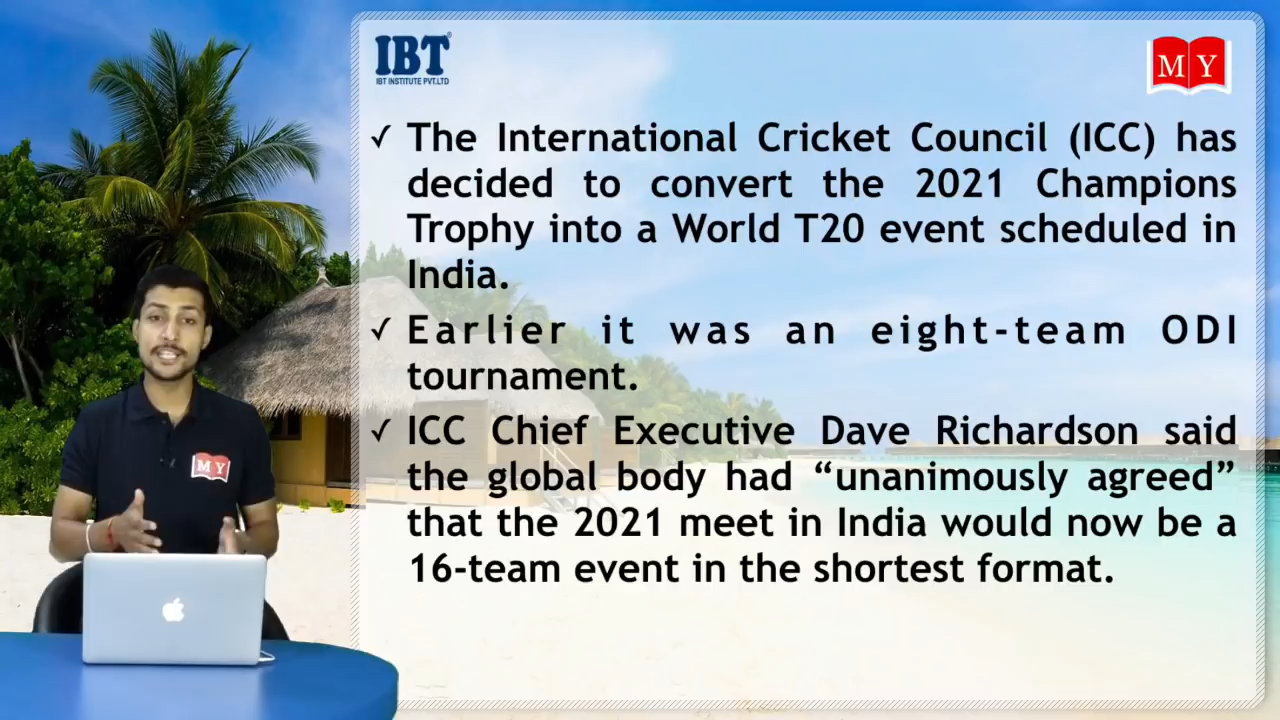 IBT
IBT INSTITUTE PVT.LTD
MY
✓ The International Cricket Council (ICC) has
decided to convert the 2021 Champions
Trophy into a World T20 event scheduled in
India.
✓ Earlier it was an eight-team ODI
tournament.
✓ ICC Chief Executive Dave Richardson said
the global body had “unanimously agreed”
that the 2021 meet in India would now be a
16-team event in the shortest format.
MY